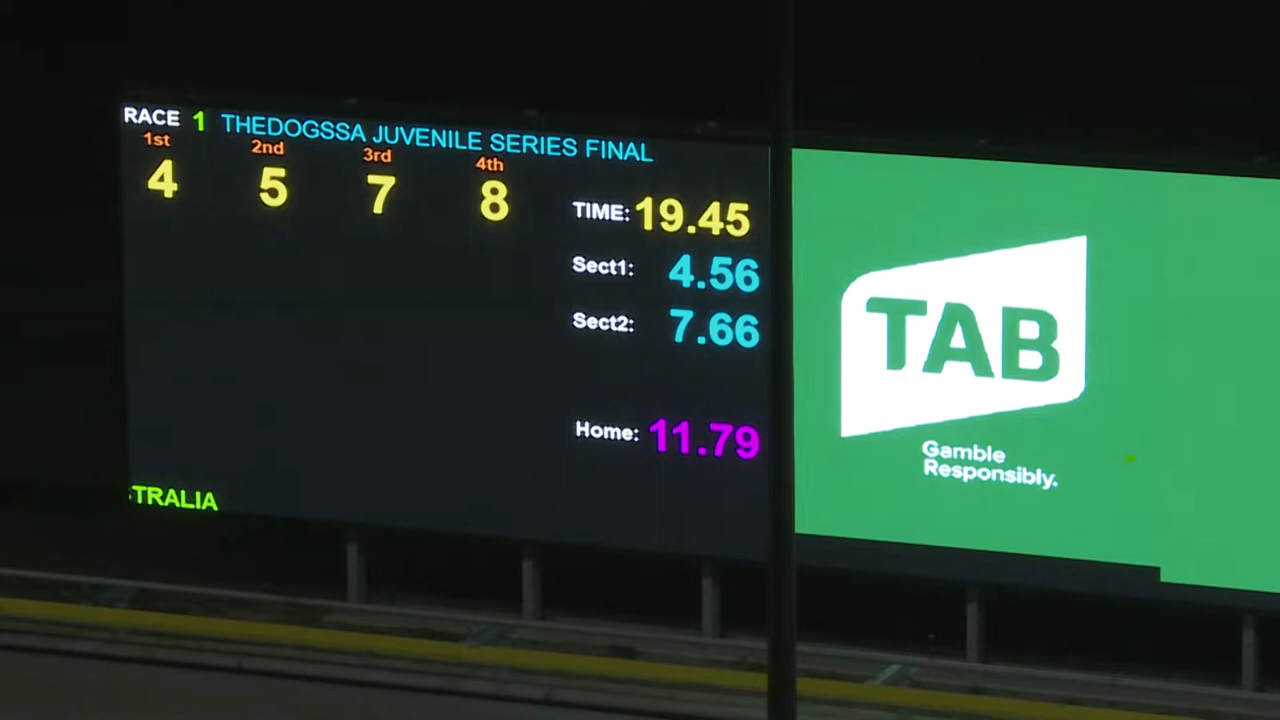 RACE 1 THEDOGSSA JUVENILE SERIES FINAL
1st 2nd 3rd 4th
4 5 7 8
TIME: 19.45
Sect1: 4.56
Sect2: 7.66
Home: 11.79
TRALIA
TAB
Gamble
Responsibly.